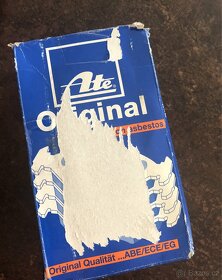 Ate
Original
asbestos
Original Qualität ...ABE/ECE/EG